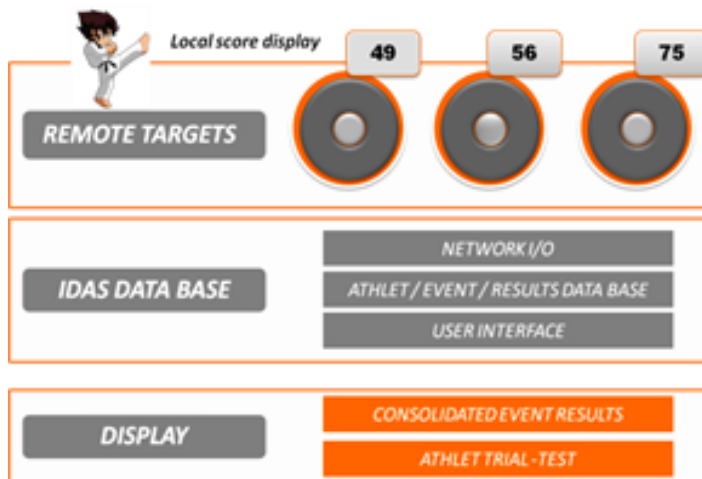 Local score display
49
56
75
REMOTE TARGETS
NETWORK I/O
IDAS DATA BASE
ATHLET / EVENT / RESULTS DATA BASE
USER INTERFACE
CONSOLIDATED EVENT RESULTS
DISPLAY
ATHLET TRIAL -TEST